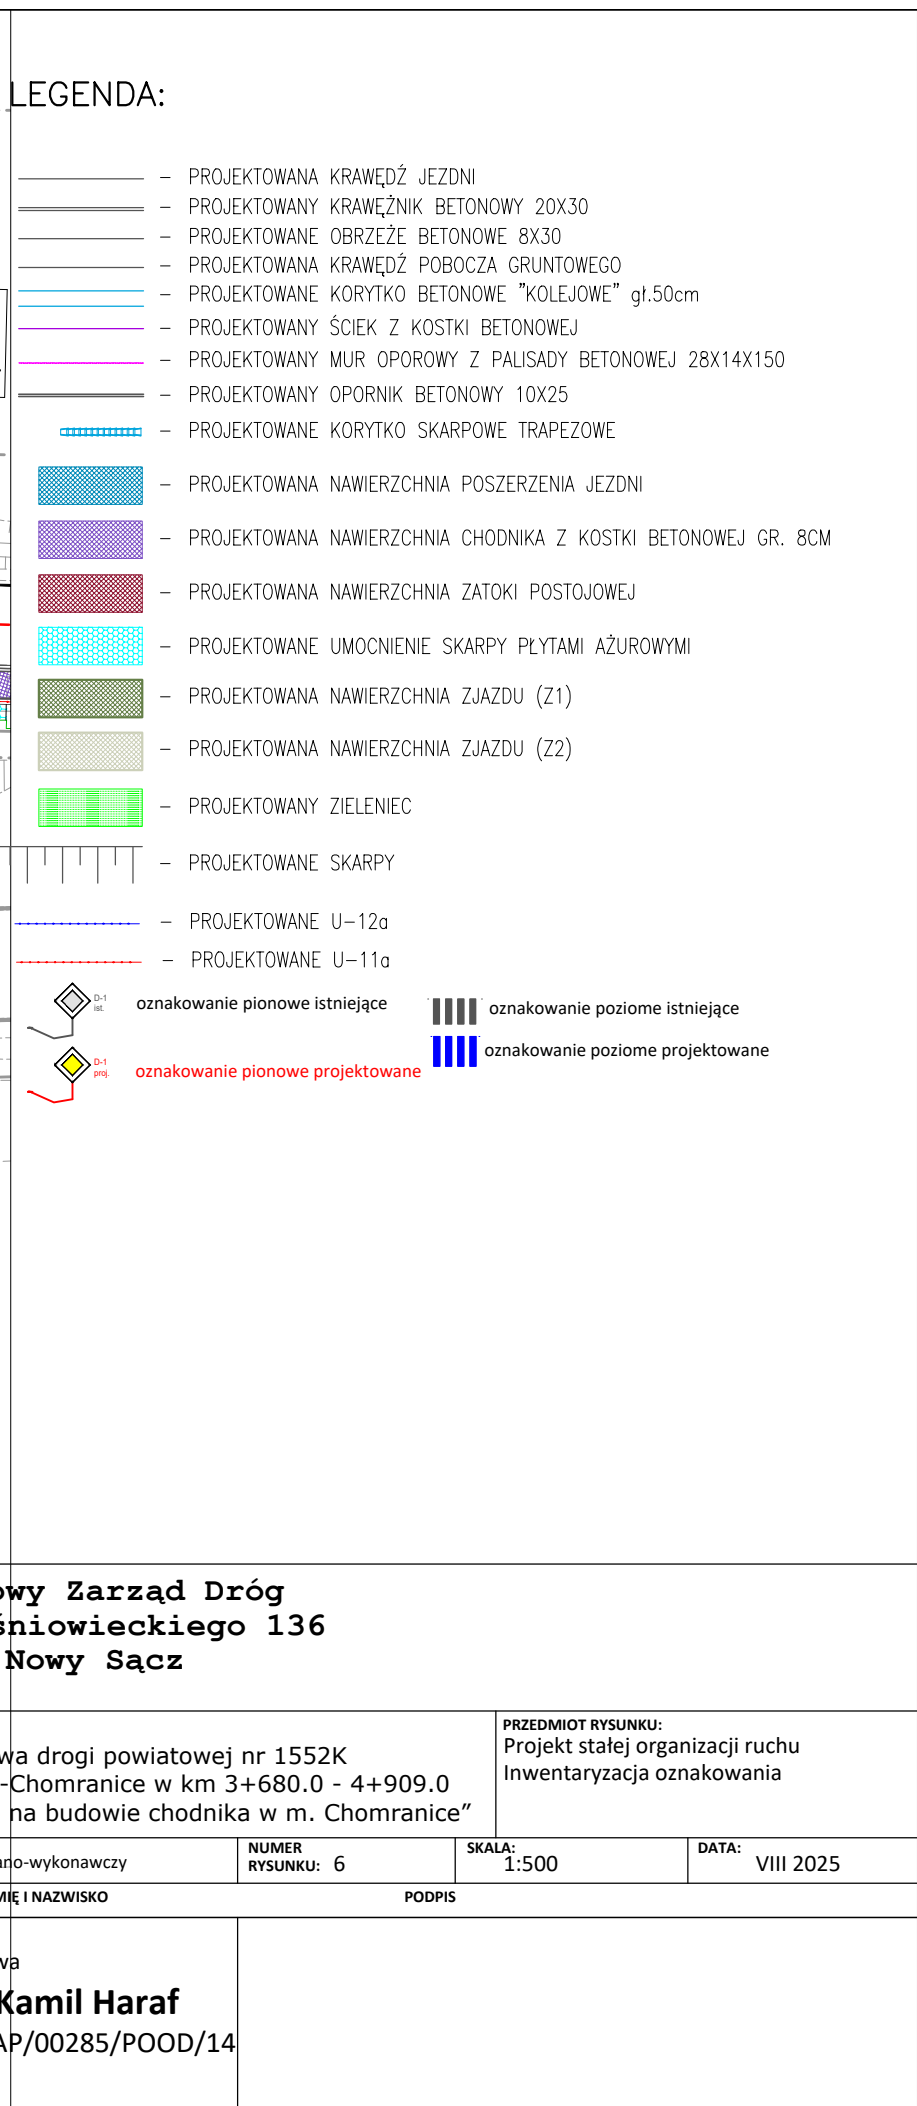 LEGENDA:
– PROJEKTOWANA KRAWĘDŹ JEZDNI
– PROJEKTOWANY KRAWĘŻNIK BETONOWY 20X30
– PROJEKTOWANE OBRZEŻE BETONOWE 8X30
– PROJEKTOWANA KRAWĘDŹ POBOCZA GRUNTOWEGO
– PROJEKTOWANE KORYTKO BETONOWE "KOLEJOWE" gł.50cm
– PROJEKTOWANY ŚCIEK Z KOSTKI BETONOWEJ
– PROJEKTOWANY MUR OPOROWY Z PALISADY BETONOWEJ 28X14X150
– PROJEKTOWANY OPORNIK BETONOWY 10X25
– PROJEKTOWANE KORYTKO SKARPOWE TRAPEZOWE
– PROJEKTOWANA NAWIERZCHNIA POSZERZENIA JEZDNI
– PROJEKTOWANA NAWIERZCHNIA CHODNIKA Z KOSTKI BETONOWEJ GR. 8CM
– PROJEKTOWANA NAWIERZCHNIA ZATOKI POSTOJOWEJ
– PROJEKTOWANE UMOCNIENIE SKARPY PŁYTAMI AŻUROWYMI
– PROJEKTOWANA NAWIERZCHNIA ZJAZDU (Z1)
– PROJEKTOWANA NAWIERZCHNIA ZJAZDU (Z2)
– PROJEKTOWANY ZIELENIEC
– PROJEKTOWANE SKARPY
– PROJEKTOWANE U–12a
– PROJEKTOWANE U–11a
D-1
ist.
oznakowanie pionowe istniejące
oznakowanie poziome istniejące
D-1
proj.
oznakowanie pionowe projektowane
oznakowanie poziome projektowane
owy Zarząd Dróg
śniowieckiego 136
Nowy Sącz
wa drogi powiatowej nr 1552K
-Chomranice w km 3+680.0 - 4+909.0
na budowie chodnika w m. Chomranice”
PRZEDMIOT RYSUNKU:
Projekt stałej organizacji ruchu
Inwentaryzacja oznakowania
ano-wykonawczy
NUMER
RYSUNKU: 6
SKALA:
1:500
DATA:
VIII 2025
MIĘ I NAZWISKO
PODPIS
wa
Kamil Haraf
AP/00285/POOD/14